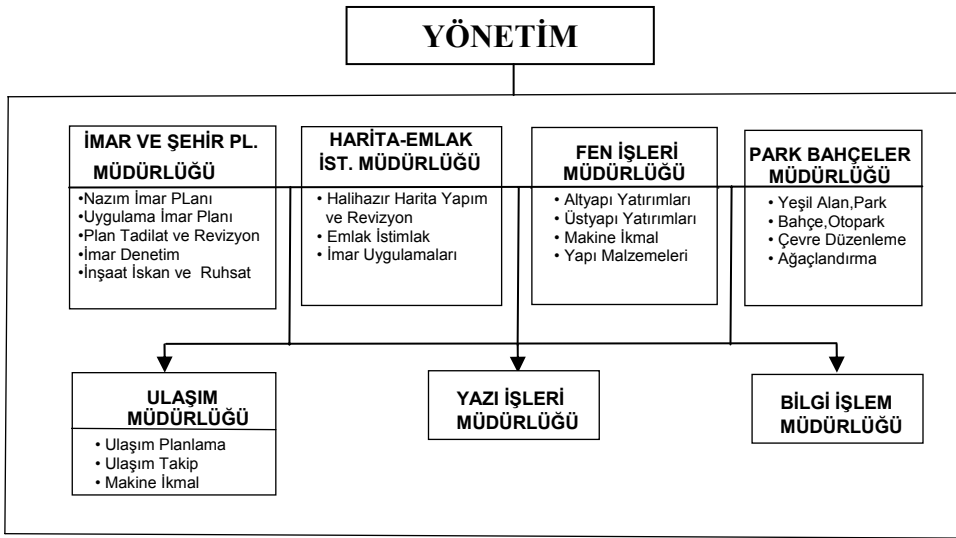 YÖNETİM
İMAR VE ŞEHİR PL.
MÜDÜRLÜĞÜ
•Nazım İmar PLanı
•Uygulama İmar Planı
•Plan Tadilat ve Revizyon
•İmar Denetim
•İnşaat İskan ve Ruhsat
HARİTA-EMLAK
İST. MÜDÜRLÜĞÜ
• Halihazır Harita Yapım
ve Revizyon
• Emlak İstimlak
• İmar Uygulamaları
FEN İŞLERİ
MÜDÜRLÜĞÜ
• Altyapı Yatırımları
• Üstyapı Yatırımları
• Makine İkmal
• Yapı Malzemeleri
PARK BAHÇELER
MÜDÜRLÜĞÜ
• Yeşil Alan,Park
• Bahçe,Otopark
• Çevre Düzenleme
• Ağaçlandırma
ULAŞIM
MÜDÜRLÜĞÜ
• Ulaşım Planlama
• Ulaşım Takip
• Makine İkmal
YAZI İŞLERİ
MÜDÜRLÜĞÜ
BİLGİ İŞLEM
MÜDÜRLÜĞÜ